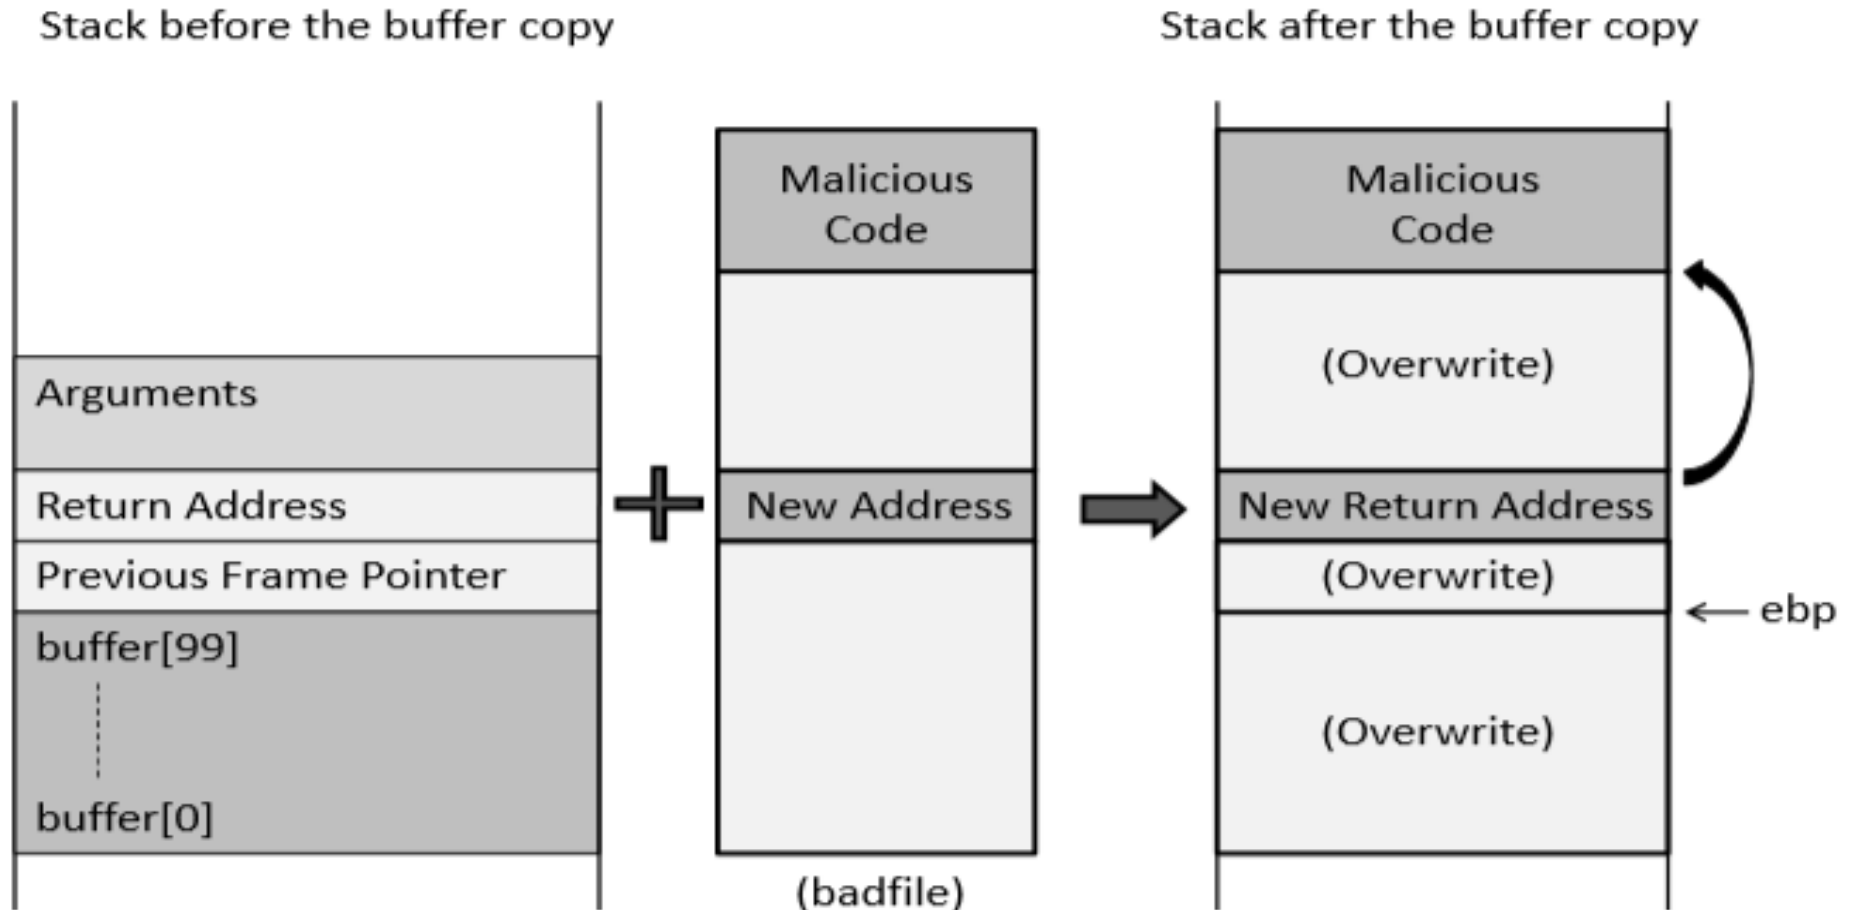 Stack before the buffer copy
Stack after the buffer copy
Arguments
Return Address
Previous Frame Pointer
buffer[99]
buffer[0]
Malicious
Code
New Address
(badfile)
Malicious
Code
(Overwrite)
New Return Address
(Overwrite)
ebp
(Overwrite)